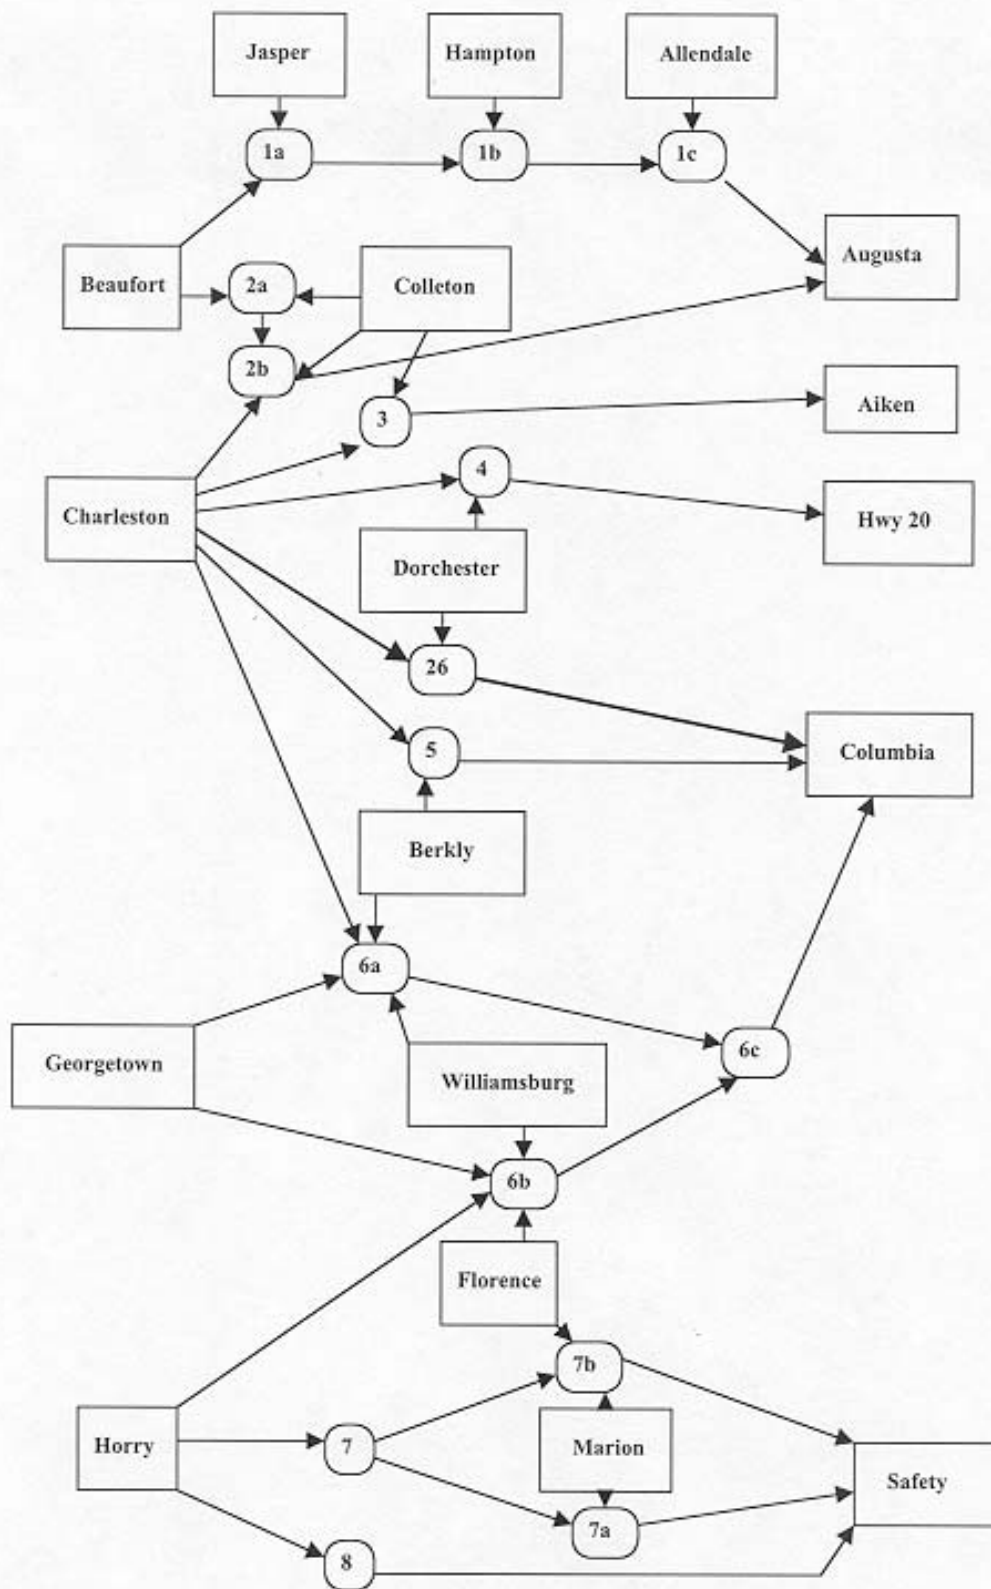 Jasper
Hampton
Allendale
1a
1b
1c
Beaufort
2a
Colleton
Augusta
2b
3
Aiken
4
Charleston
Hwy 20
Dorchester
26
5
Columbia
Berkly
6a
Georgetown
6c
Williamsburg
6b
Florence
7b
Horry
7
Marion
Safety
7a
8